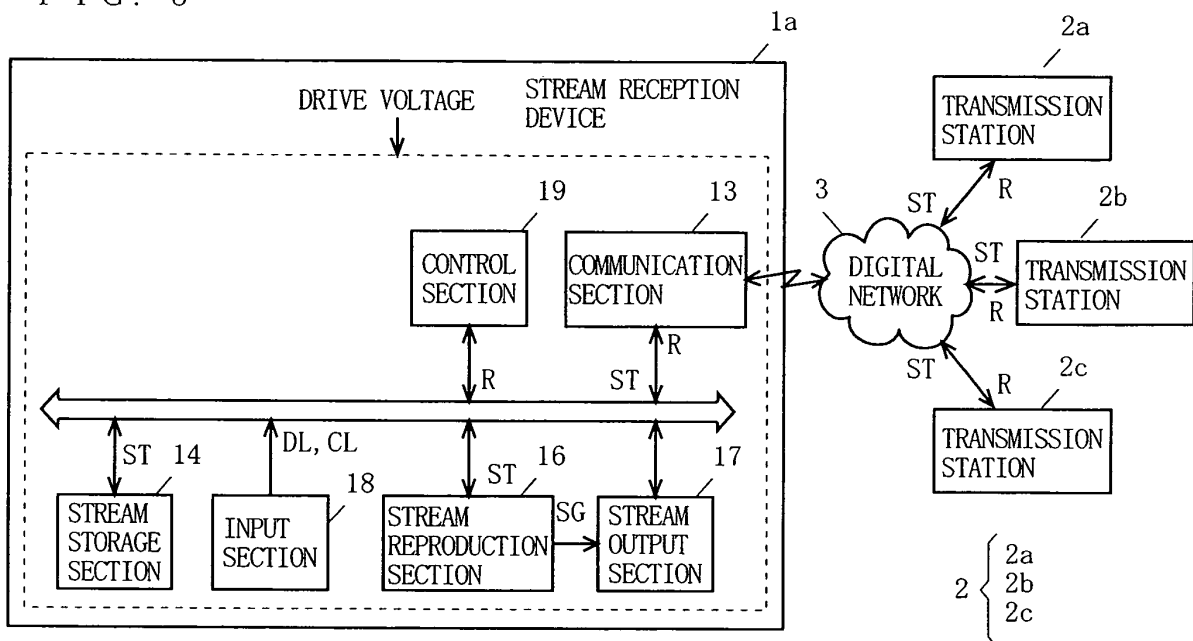 1a
2a
DRIVE VOLTAGE
STREAM RECEPTION
DEVICE
TRANSMISSION
STATION
19
13
3
ST
R
2b
CONTROL
SECTION
COMMUNICATION
SECTION
DIGITAL
NETWORK
ST
R
TRANSMISSION
STATION
R
R
ST
ST
R
2c
ST
14
DL, CL
18
ST
16
17
TRANSMISSION
STATION
STREAM
STORAGE
SECTION
INPUT
SECTION
STREAM
REPRODUCTION
SECTION
SG
STREAM
OUTPUT
SECTION
2
2a
2b
2c